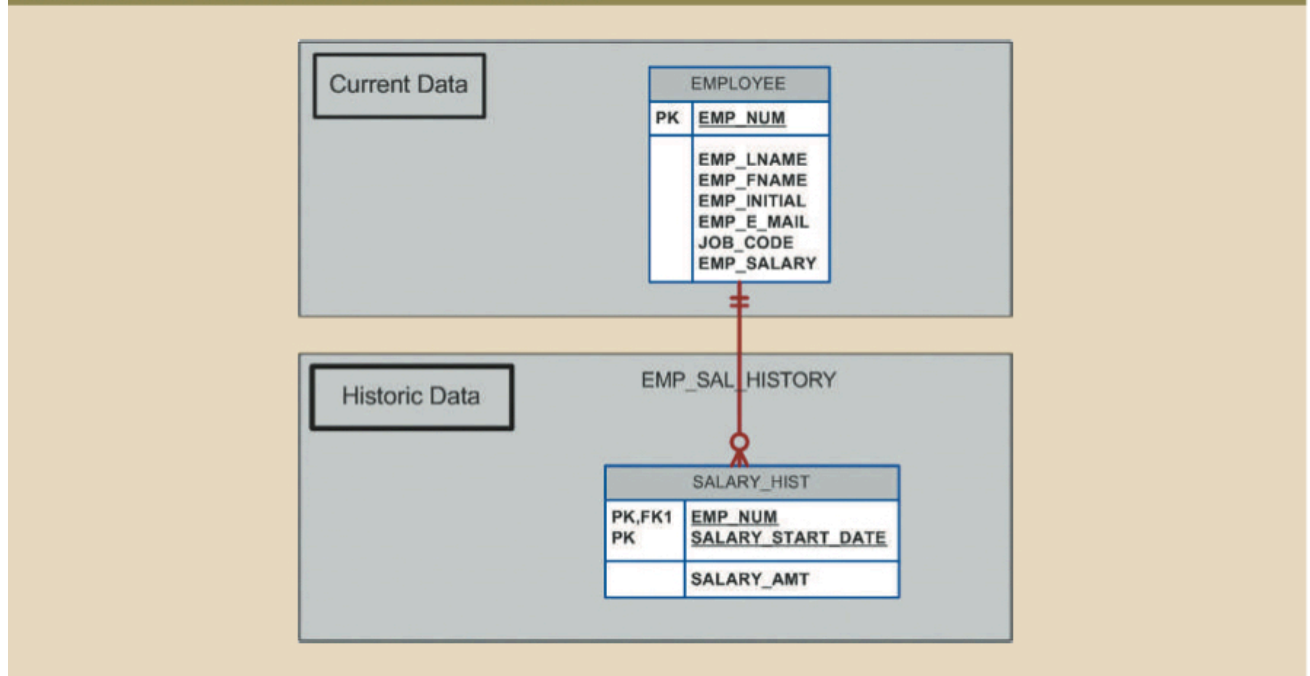 Current Data
EMPLOYEE
PK EMP_NUM
EMP_LNAME
EMP_FNAME
EMP_INITIAL
EMP_E_MAIL
JOB_CODE
EMP_SALARY
Historic Data
EMP_SAL_HISTORY
SALARY_HIST
PK,FK1 EMP_NUM
PK SALARY_START_DATE
SALARY_AMT